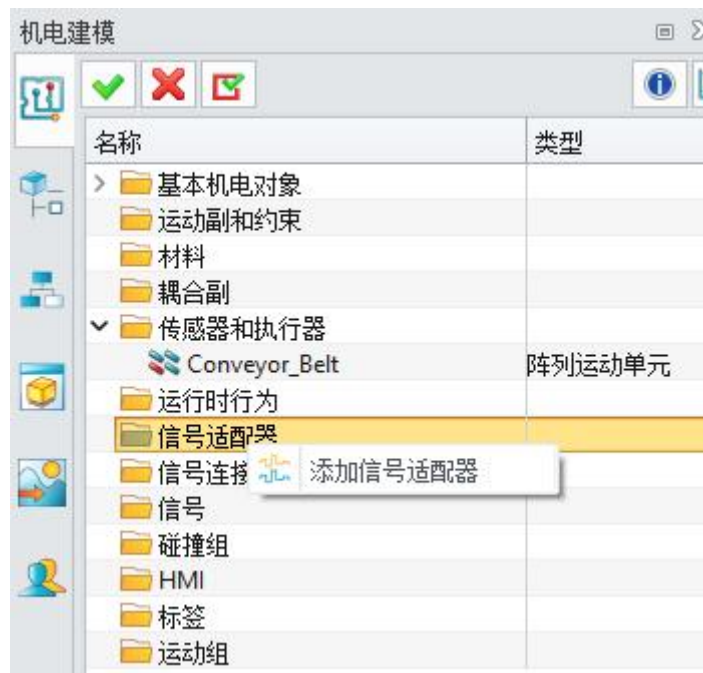 机电建模
名称 类型
基本机电对象
运动副和约束
材料
耦合副
传感器和执行器
Conveyor_Belt 阵列运动单元
运行时行为
信号适配器
信号连接
添加信号适配器
信号
碰撞组
HMI
标签
运动组